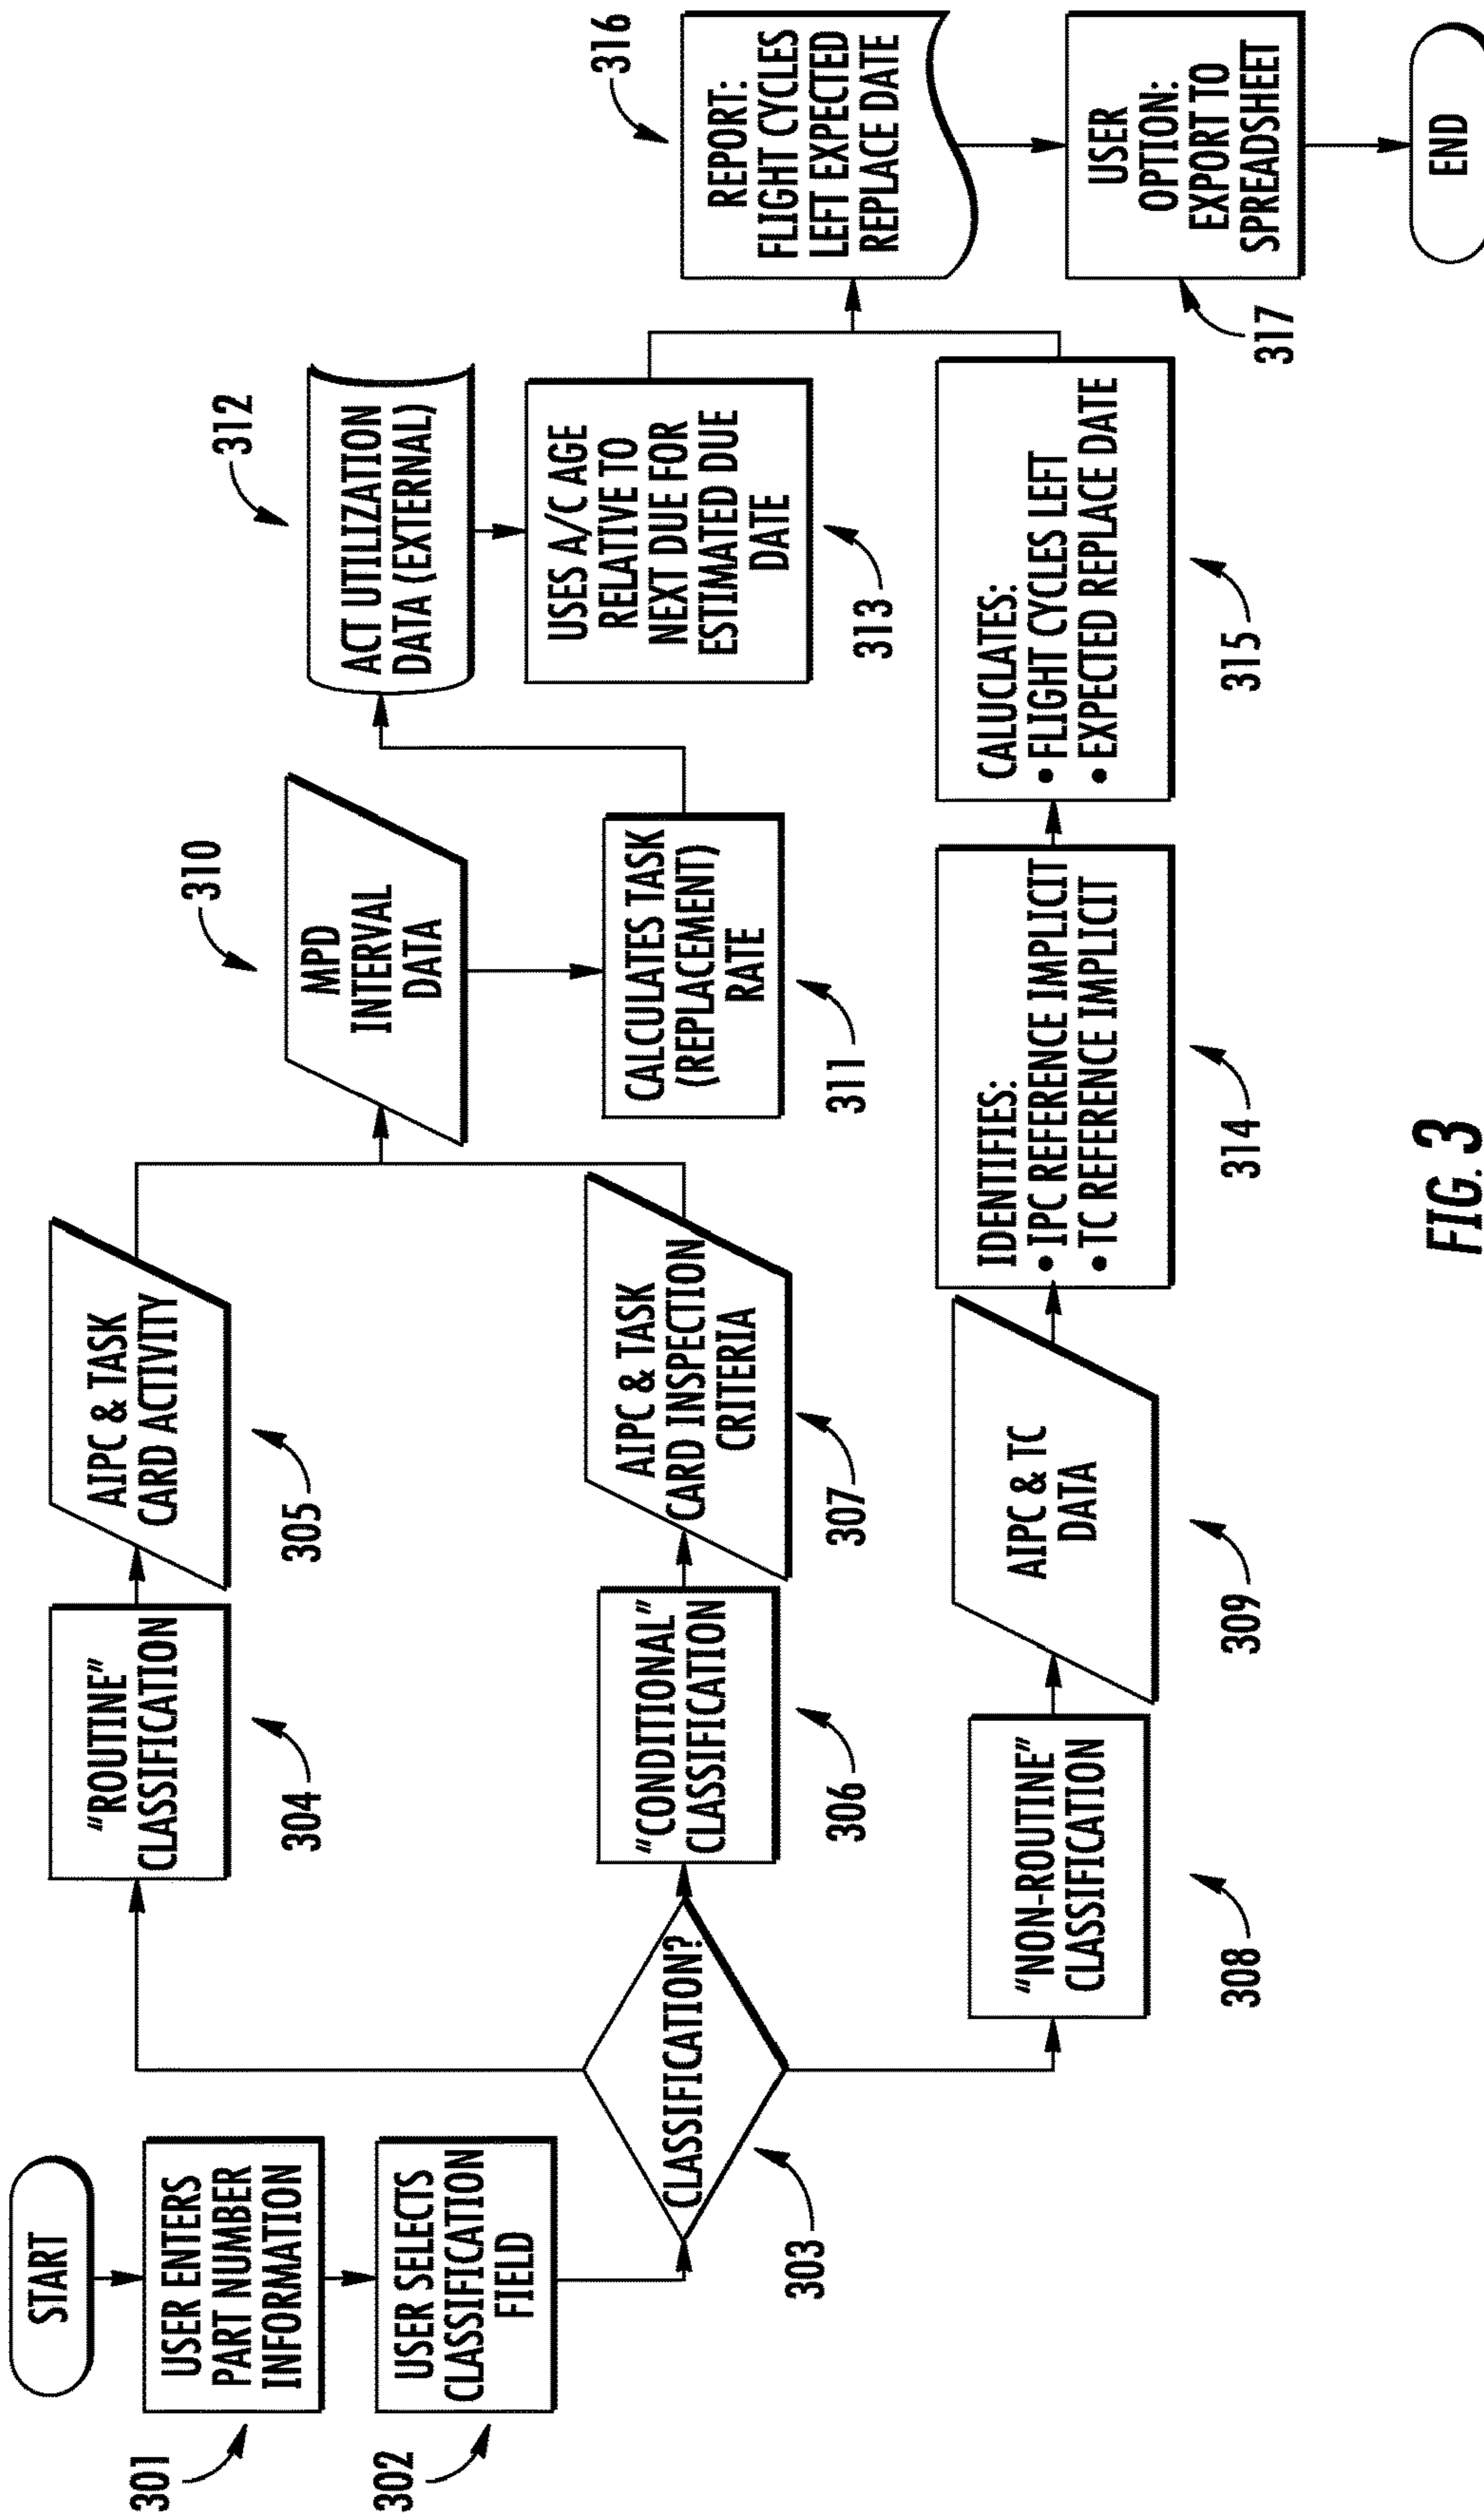 START
USER ENTERS
PART NUMBER
INFORMATION
301
USER SELECTS
CLASSIFICATION
FIELD
302
CLASSIFICATION?
303
“ROUTINE”
CLASSIFICATION
304
AIPC & TASK
CARD ACTIVITY
305
“CONDITIONAL”
CLASSIFICATION
306
AIPC & TASK
CARD INSPECTION
CRITERIA
307
“NON-ROUTINE”
CLASSIFICATION
308
AIPC & TC
DATA
309
310
MPD
INTERVAL
DATA
CALCULATES TASK
(REPLACEMENT)
RATE
311
312
ACT UTILIZATION
DATA (EXTERNAL)
USES A/C AGE
RELATIVE TO
NEXT DUE FOR
ESTIMATED DUE
DATE
313
IDENTIFIES:
• IPC REFERENCE IMPLICIT
• TC REFERENCE IMPLICIT
314
CALUCLATES:
• FLIGHT CYCLES LEFT
• EXPECTED REPLACE DATE
315
316
REPORT:
FLIGHT CYCLES
LEFT EXPECTED
REPLACE DATE
USER
OPTION:
EXPORT TO
SPREADSHEET
317
END
FIG. 3